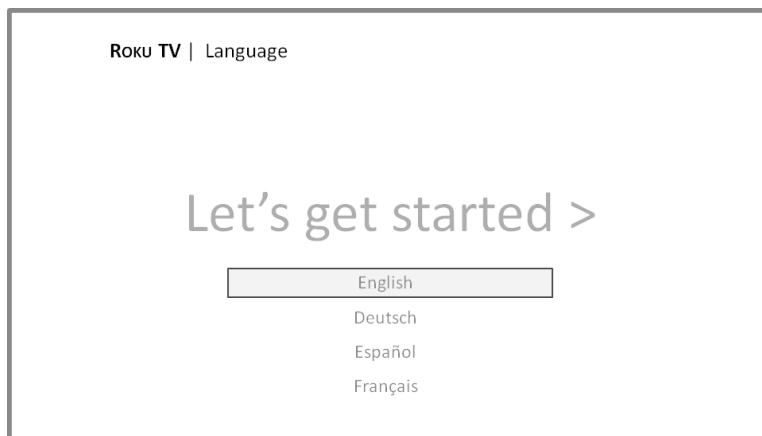 Roku TV | Language
Let's get started >
English
Deutsch
Español
Français